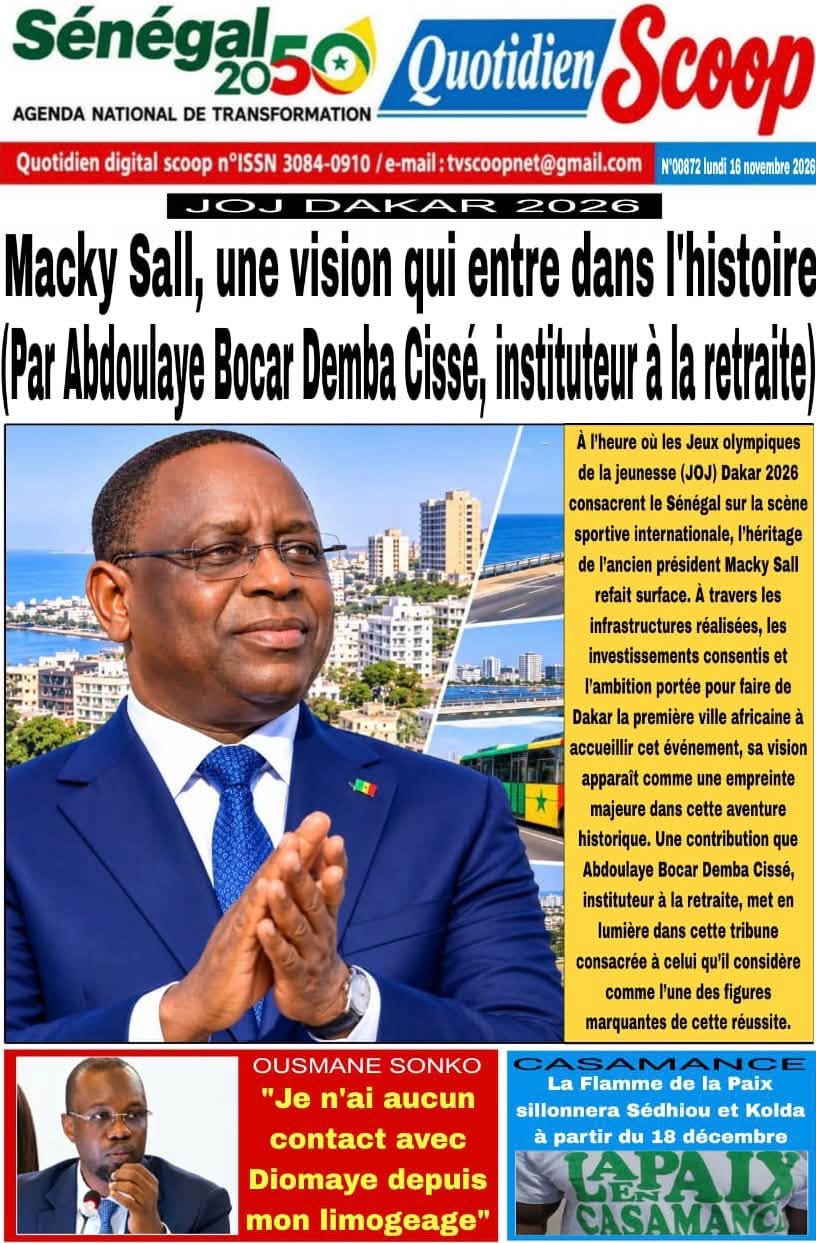 Sénégal
2050
AGENDA NATIONAL DE TRANSFORMATION
Quotidien Scoop
Quotidien digital scoop n°ISSN 3084-0910 / e-mail : tvscoopnet@gmail.com
N°00872 lundi 16 novembre 2026
JOJ DAKAR 2026
Macky Sall, une vision qui entre dans l'histoire
(Par Abdoulaye Bocar Demba Cissé, instituteur à la retraite)
À l'heure où les Jeux olympiques
de la jeunesse (JOJ) Dakar 2026
consacrent le Sénégal sur la scène
sportive internationale, l'héritage
de l'ancien président Macky Sall
refait surface. À travers les
infrastructures réalisées, les
investissements consentis et
l'ambition portée pour faire de
Dakar la première ville africaine à
accueillir cet événement, sa vision
apparaît comme une empreinte
majeure dans cette aventure
historique. Une contribution que
Abdoulaye Bocar Demba Cissé,
instituteur à la retraite, met en
lumière dans cette tribune
consacrée à celui qu'il considère
comme l'une des figures
marquantes de cette réussite.
OUSMANE SONKO
"Je n'ai aucun
contact avec
Diomaye depuis
mon limogeage"
CASAMANCE
La Flamme de la Paix
sillonnera Sédhiou et Kolda
à partir du 18 décembre
LA PAIX
EN
CASAMANC